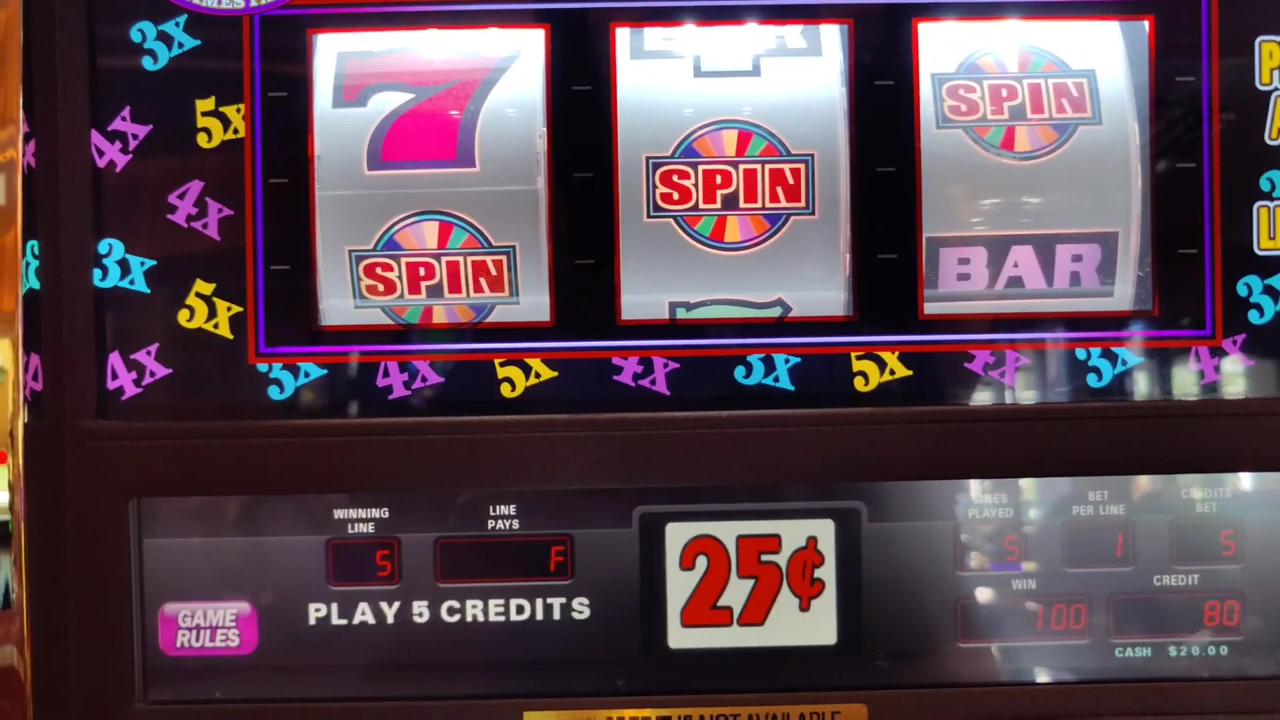 3x
4x
5x
4x
3x
5x
4x
3x
4x
5x
4x
3x
5x
4x
3x
4x
3x
7
SPIN
SPIN
SPIN
BAR
WINNING LINE
5
LINE PAYS
F
PLAY 5 CREDITS
GAME RULES
25¢
LINES PLAYED
5
BET PER LINE
1
CREDITS BET
5
WIN
100
CREDIT
80
CASH $20.00